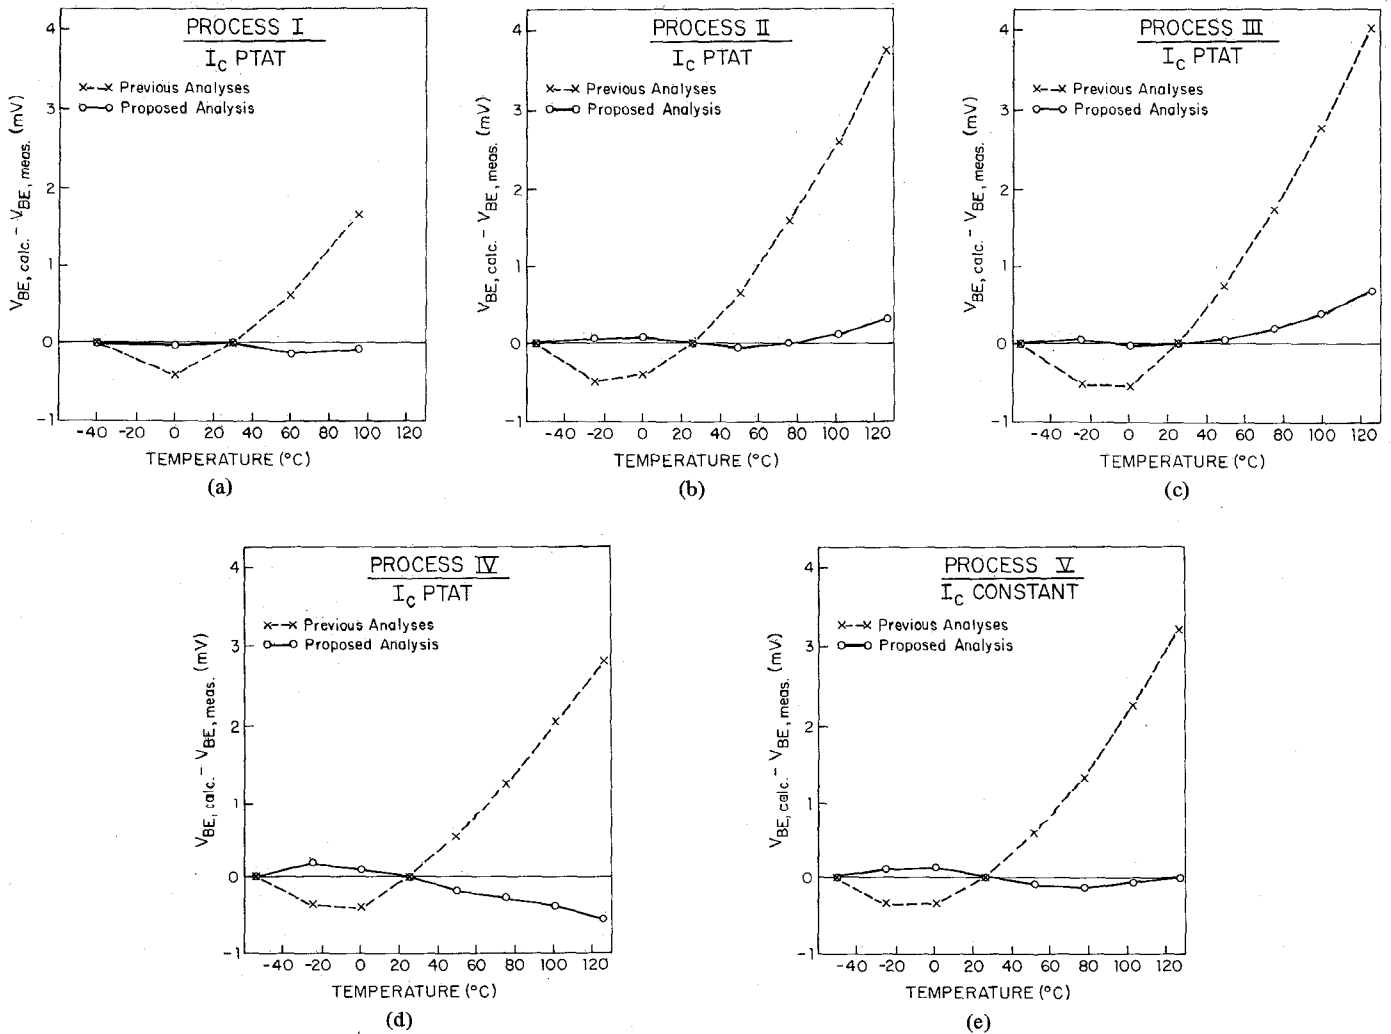 PROCESS I
I_C PTAT
x--x Previous Analyses
o—o Proposed Analysis
V_BE, calc. - V_BE, meas. (mV)
4
3
2
1
0
-1
-40 0 20 40 60 80 100 120
TEMPERATURE (°C)
(a)
PROCESS II
I_C PTAT
x--x Previous Analyses
o—o Proposed Analysis
V_BE, calc. - V_BE, meas. (mV)
4
3
2
1
0
-1
-40 -20 0 20 40 60 80 100 120
TEMPERATURE (°C)
(b)
PROCESS III
I_C PTAT
x--x Previous Analyses
o—o Proposed Analysis
V_BE, calc. - V_BE, meas. (mV)
4
3
2
1
0
-1
-40 -20 0 20 40 60 80 100 120
TEMPERATURE (°C)
(c)
PROCESS IV
I_C PTAT
x--x Previous Analyses
o—o Proposed Analysis
V_BE, calc. - V_BE, meas. (mV)
4
3
2
1
0
-1
-40 -20 0 20 40 60 80 100 120
TEMPERATURE (°C)
(d)
PROCESS V
I_C CONSTANT
x--x Previous Analyses
o—o Proposed Analysis
V_BE, calc. - V_BE, meas. (mV)
4
3
2
1
0
-1
-40 -20 0 20 40 60 80 100 120
TEMPERATURE (°C)
(e)